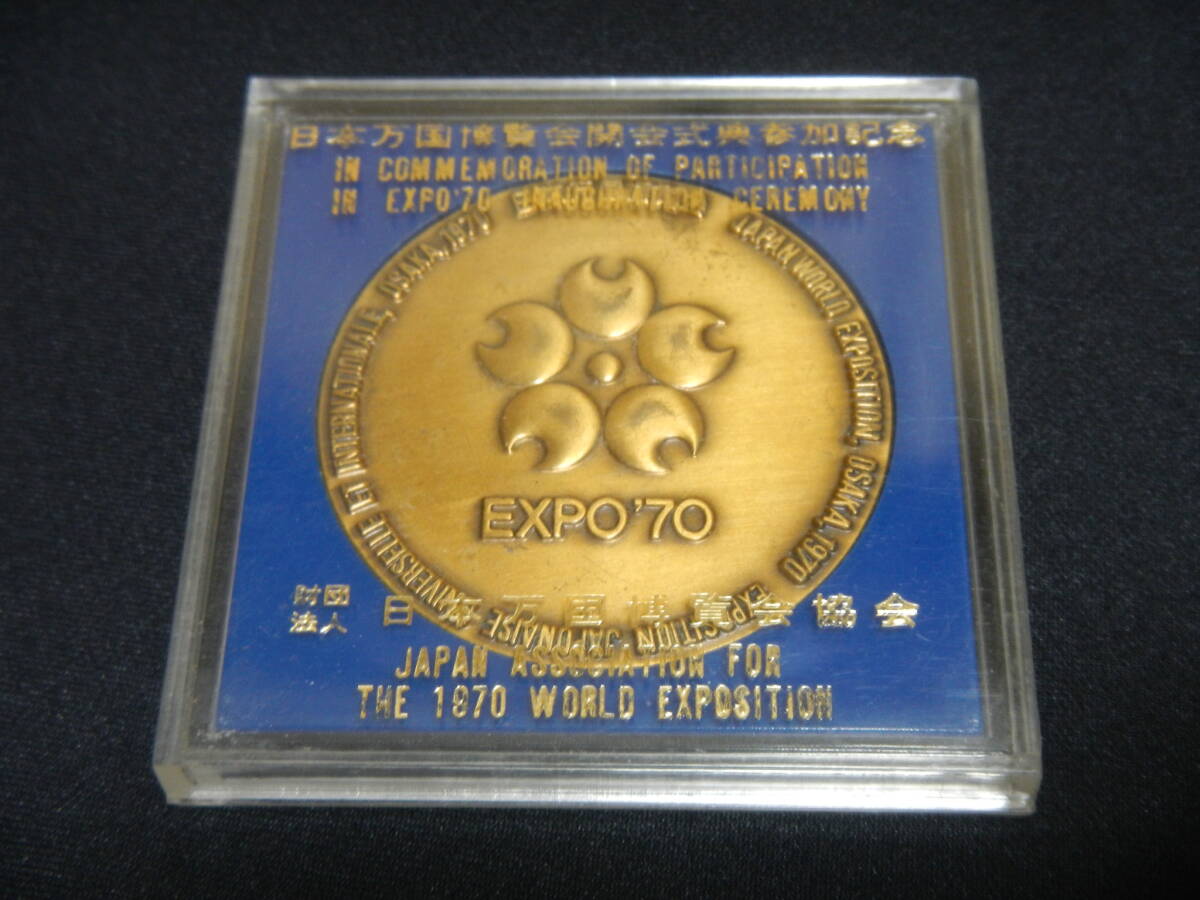 日本万国博覧会開会式典参加記念
IN COMMEMORATION OF PARTICIPATION
IN EXPO'70 INAUGURATION CEREMONY
JAPAN WORLD EXPOSITION, OSAKA, 1970
EXPOSITION JAPONAISE UNIVERSELLE ET INTERNATIONALE, OSAKA, 1970
EXPO'70
財団
法人
日本万国博覧会協会
JAPAN ASSOCIATION FOR
THE 1970 WORLD EXPOSITION